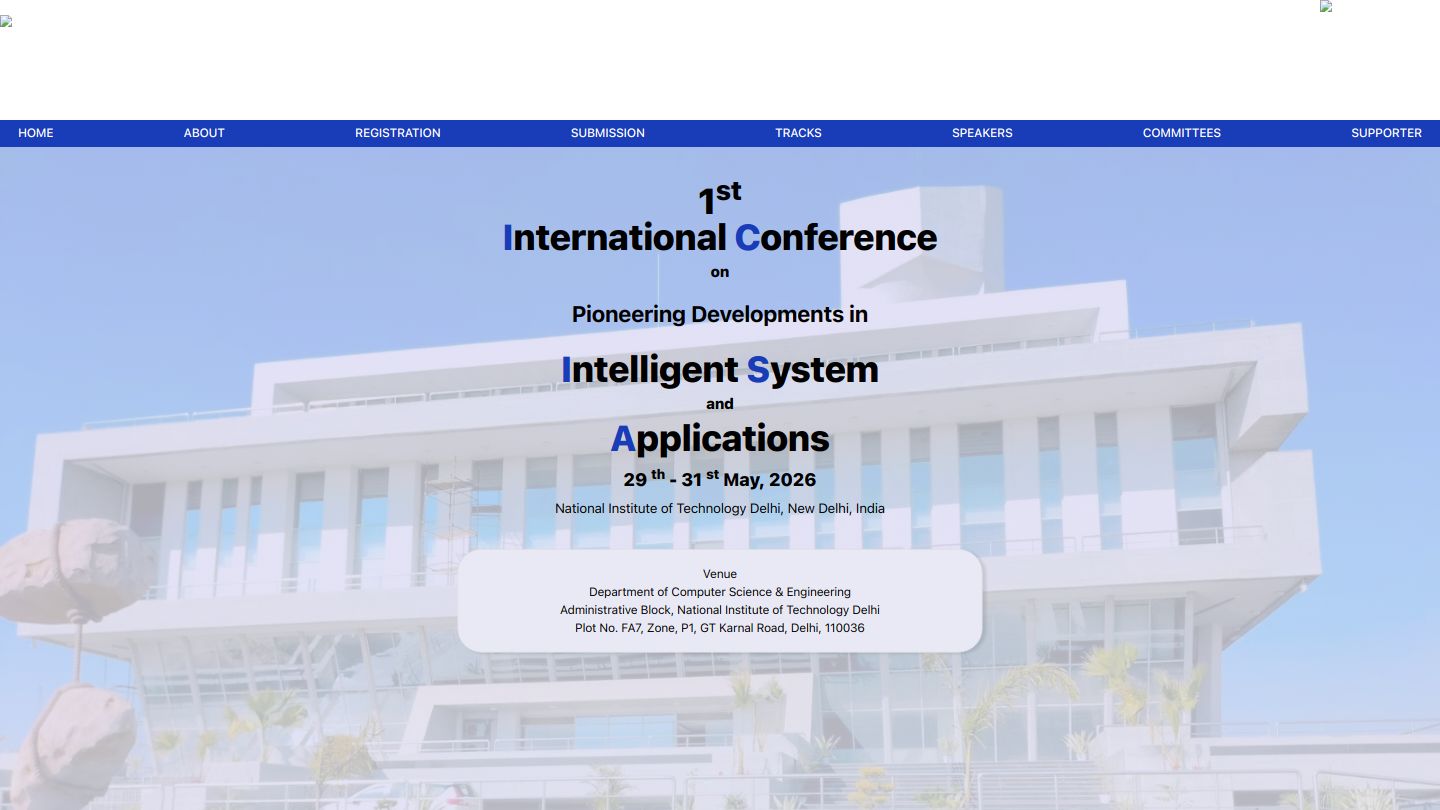 HOME ABOUT REGISTRATION SUBMISSION TRACKS SPEAKERS COMMITTEES SUPPORTER
1st
International Conference
on
Pioneering Developments in
Intelligent System
and
Applications
29 th - 31 st May, 2026
National Institute of Technology Delhi, New Delhi, India
Venue
Department of Computer Science & Engineering
Administrative Block, National Institute of Technology Delhi
Plot No. FA7, Zone, P1, GT Karnal Road, Delhi, 110036